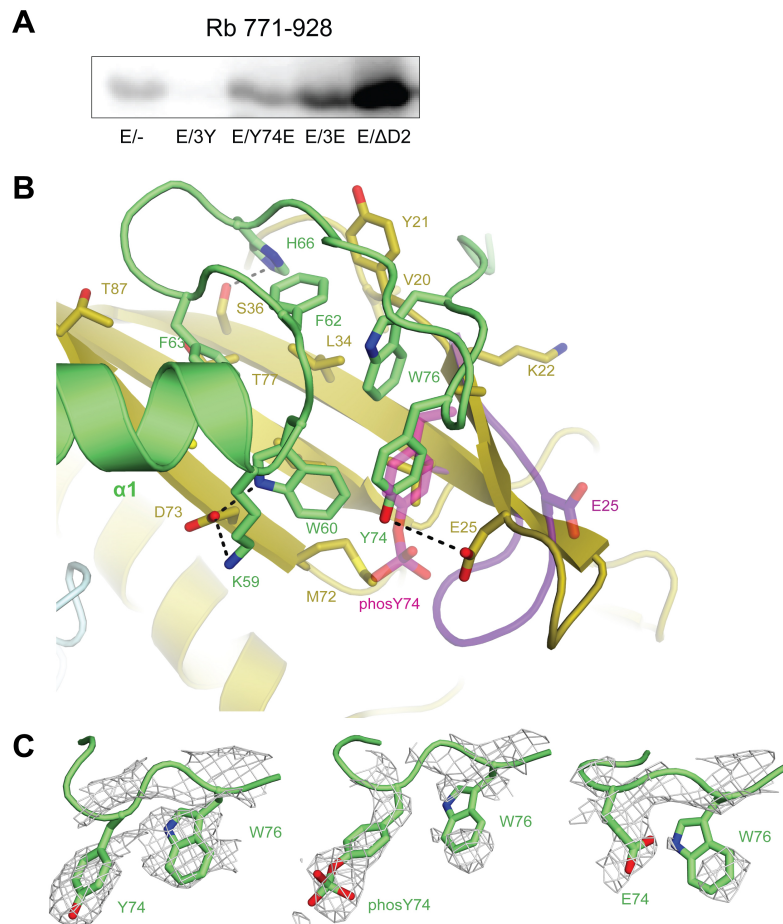 A
Rb 771-928
E/- E/3Y E/Y74E E/3E E/ΔD2
B
Y21
H66
V20
T87
S36
F62
F63
L34
T77
W76
K22
α1
D73
W60
Y74
E25
E25
K59
M72
phosY74
C
W76
W76
W76
Y74
phosY74
E74